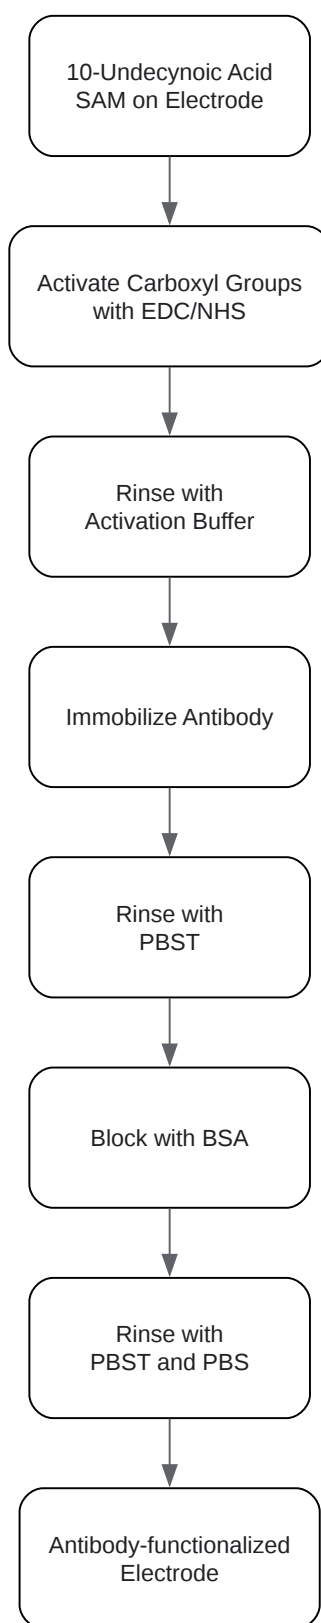 10-Undecynoic Acid
SAM on Electrode
Activate Carboxyl Groups
with EDC/NHS
Rinse with
Activation Buffer
Immobilize Antibody
Rinse with
PBST
Block with BSA
Rinse with
PBST and PBS
Antibody-functionalized
Electrode